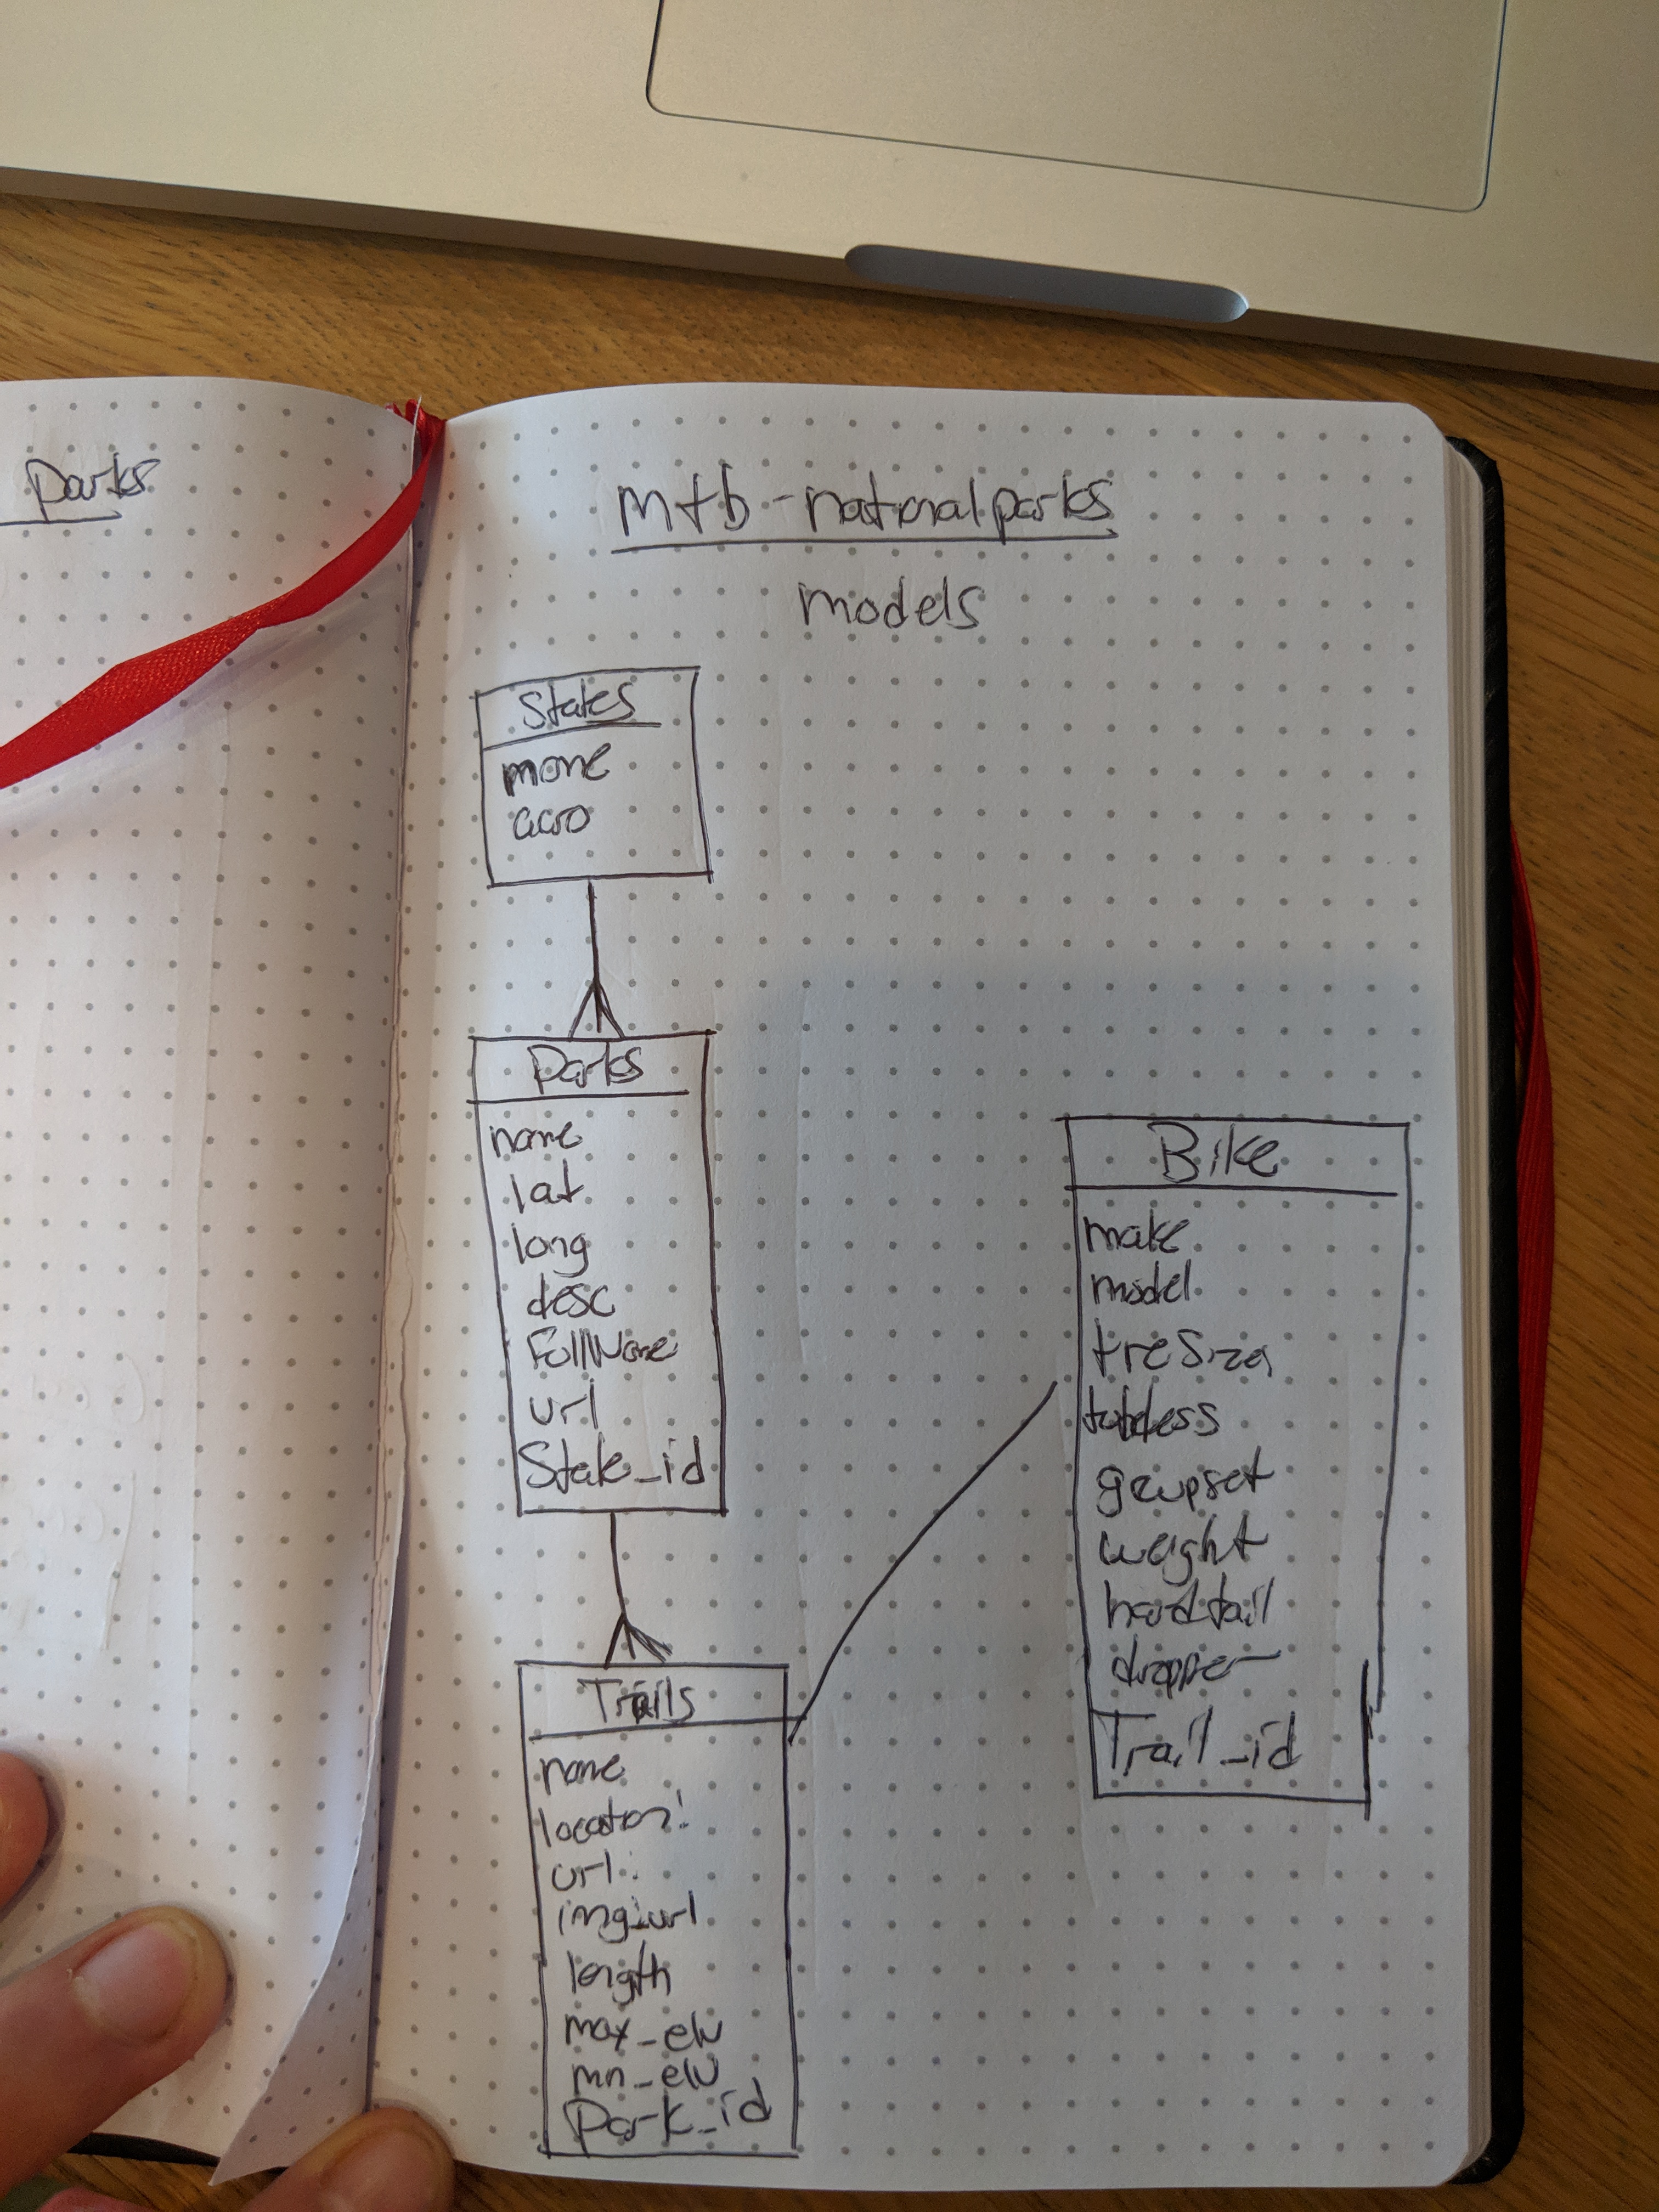 Parks
mtb-nationalparks
models
States
name
acro
Parks
name
lat
long
desc
FullName
url
State_id
Bike
make
model
tireSize
tubeless
groupset
weight
hardtail
dropper
Trail_id
Trails
name
location:
url:
img_url
length
max_elv
min_elv
Park_id